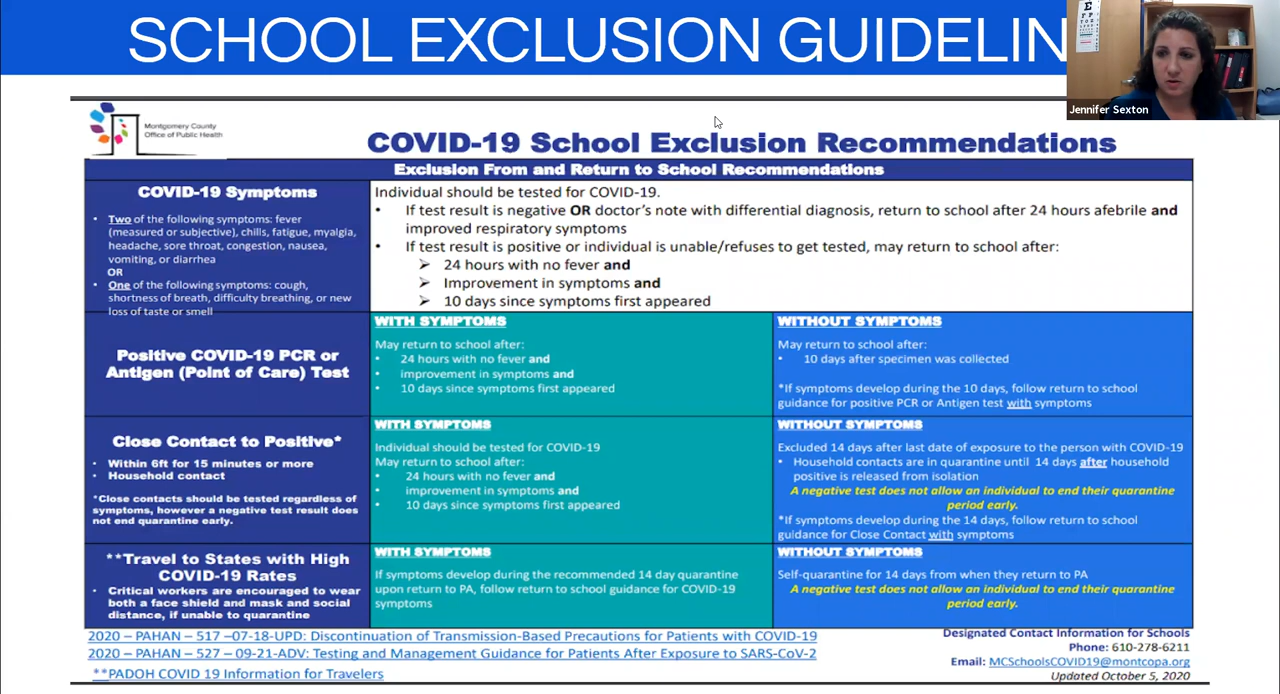 SCHOOL EXCLUSION GUIDELIN
Jennifer Sexton
Montgomery County
Office of Public Health
COVID-19 School Exclusion Recommendations
Exclusion From and Return to School Recommendations
COVID-19 Symptoms
• Two of the following symptoms: fever
(measured or subjective), chills, fatigue, myalgia,
headache, sore throat, congestion, nausea,
vomiting, or diarrhea
OR
• One of the following symptoms: cough,
shortness of breath, difficulty breathing, or new
loss of taste or smell
Individual should be tested for COVID-19.
• If test result is negative OR doctor's note with differential diagnosis, return to school after 24 hours afebrile and
improved respiratory symptoms
• If test result is positive or individual is unable/refuses to get tested, may return to school after:
➢ 24 hours with no fever and
➢ Improvement in symptoms and
➢ 10 days since symptoms first appeared
Positive COVID-19 PCR or
Antigen (Point of Care) Test
WITH SYMPTOMS
May return to school after:
• 24 hours with no fever and
• improvement in symptoms and
• 10 days since symptoms first appeared
WITHOUT SYMPTOMS
May return to school after:
• 10 days after specimen was collected
*If symptoms develop during the 10 days, follow return to school
guidance for positive PCR or Antigen test with symptoms
Close Contact to Positive*
• Within 6ft for 15 minutes or more
• Household contact
*Close contacts should be tested regardless of
symptoms, however a negative test result does
not end quarantine early.
WITH SYMPTOMS
Individual should be tested for COVID-19
May return to school after:
• 24 hours with no fever and
• improvement in symptoms and
• 10 days since symptoms first appeared
WITHOUT SYMPTOMS
Excluded 14 days after last date of exposure to the person with COVID-19
• Household contacts are in quarantine until 14 days after household
positive is released from isolation
A negative test does not allow an individual to end their quarantine
period early.
*If symptoms develop during the 14 days, follow return to school
guidance for Close Contact with symptoms
**Travel to States with High
COVID-19 Rates
• Critical workers are encouraged to wear
both a face shield and mask and social
distance, if unable to quarantine
WITH SYMPTOMS
If symptoms develop during the recommended 14 day quarantine
upon return to PA, follow return to school guidance for COVID-19
symptoms
WITHOUT SYMPTOMS
Self-quarantine for 14 days from when they return to PA
A negative test does not allow an individual to end their quarantine
period early.
2020 – PAHAN – 517 –07-18-UPD: Discontinuation of Transmission-Based Precautions for Patients with COVID-19
2020 – PAHAN – 527 – 09-21-ADV: Testing and Management Guidance for Patients After Exposure to SARS-CoV-2
**PADOH COVID 19 Information for Travelers
Designated Contact Information for Schools
Phone: 610-278-6211
Email: MCSchoolsCOVID19@montcopa.org
Updated October 5, 2020